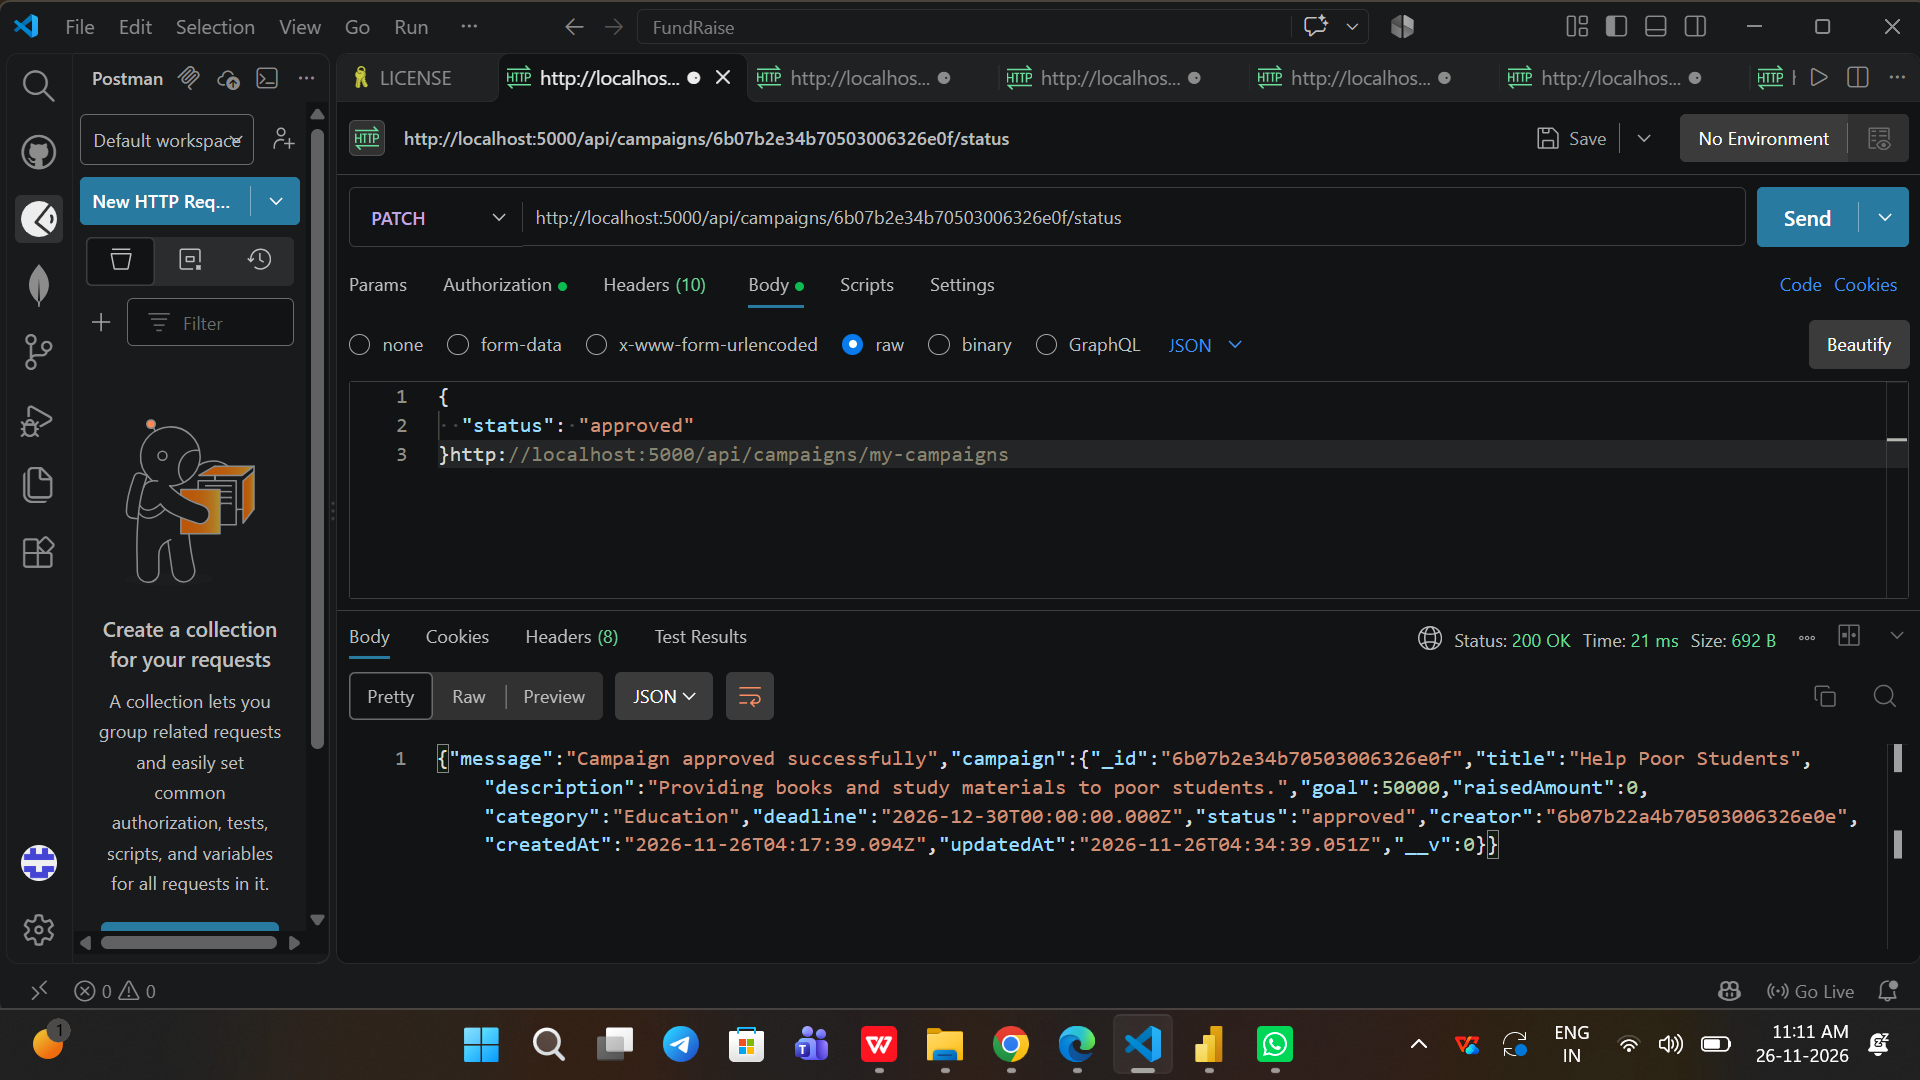 File Edit Selection View Go Run ··· FundRaise
Postman ···
LICENSE
HTTP http://localhos...
HTTP http://localhos...
HTTP http://localhos...
HTTP http://localhos...
HTTP http://localhos...
HTTP ···
Default workspace
HTTP http://localhost:5000/api/campaigns/6b07b2e34b70503006326e0f/status
Save
No Environment
New HTTP Req...
PATCH http://localhost:5000/api/campaigns/6b07b2e34b70503006326e0f/status
Send
Filter
Params Authorization Headers (10) Body Scripts Settings
Code Cookies
none form-data x-www-form-urlencoded raw binary GraphQL JSON
Beautify
1 {
2 ··"status":·"approved"
3 }http://localhost:5000/api/campaigns/my-campaigns
Create a collection
for your requests
A collection lets you
group related requests
and easily set
common
authorization, tests,
scripts, and variables
for all requests in it.
Body Cookies Headers (8) Test Results
Status: 200 OK Time: 21 ms Size: 692 B
Pretty Raw Preview JSON
1 {"message":"Campaign approved successfully","campaign":{"_id":"6b07b2e34b70503006326e0f","title":"Help Poor Students",
"description":"Providing books and study materials to poor students.","goal":50000,"raisedAmount":0,
"category":"Education","deadline":"2026-12-30T00:00:00.000Z","status":"approved","creator":"6b07b22a4b70503006326e0e",
"createdAt":"2026-11-26T04:17:39.094Z","updatedAt":"2026-11-26T04:34:39.051Z","__v":0}}
0 0
Go Live
1
ENG
IN
11:11 AM
26-11-2026